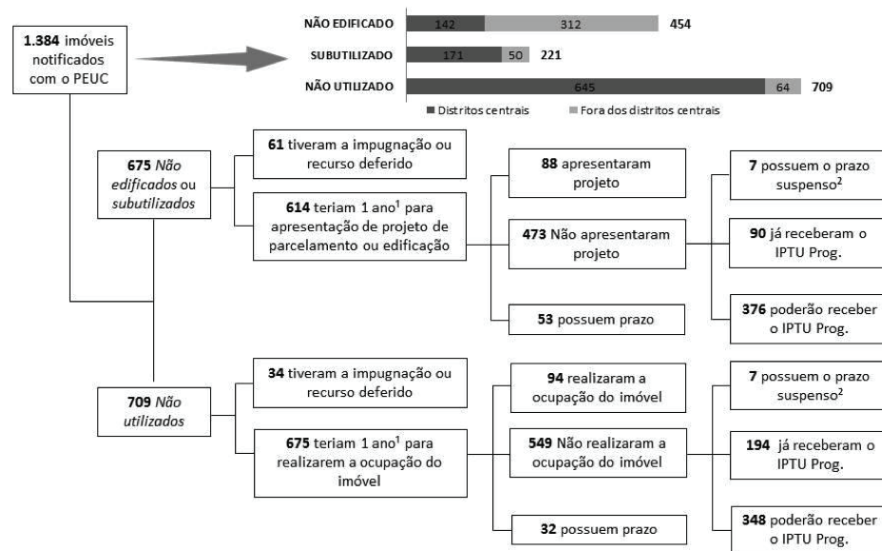 1.384 imóveis
notificados
com o PEUC
NÃO EDIFICADO 142 312 454
SUBUTILIZADO 171 50 221
NÃO UTILIZADO 645 64 709
Distritos centrais Fora dos distritos centrais
675 Não
edificados ou
subutilizados
61 tiveram a impugnação ou
recurso deferido
614 teriam 1 ano¹ para
apresentação de projeto de
parcelamento ou edificação
88 apresentaram
projeto
473 Não apresentaram
projeto
53 possuem prazo
7 possuem o prazo
suspenso²
90 já receberam o
IPTU Prog.
376 poderão receber
o IPTU Prog.
709 Não
utilizados
34 tiveram a impugnação ou
recurso deferido
675 teriam 1 ano¹ para
realizarem a ocupação do
imóvel
94 realizaram a
ocupação do imóvel
549 Não realizaram a
ocupação do imóvel
32 possuem prazo
7 possuem o prazo
suspenso²
194 já receberam o
IPTU Prog.
348 poderão receber
o IPTU Prog.